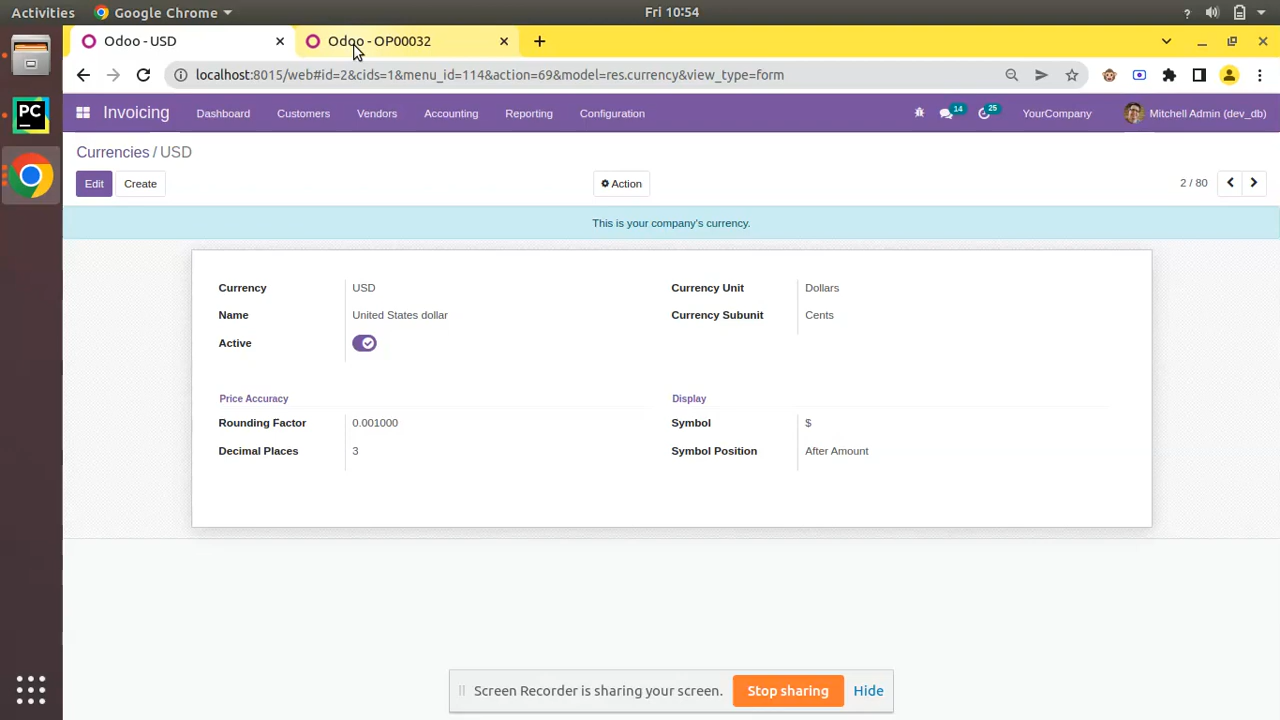 Activities Google Chrome Fri 10:54
Odoo - USD Odoo - OP00032
localhost:8015/web#id=2&cids=1&menu_id=114&action=69&model=res.currency&view_type=form
Invoicing Dashboard Customers Vendors Accounting Reporting Configuration 14 25 YourCompany Mitchell Admin (dev_db)
Currencies / USD
Edit Create Action 2 / 80
This is your company's currency.
Currency USD Currency Unit Dollars
Name United States dollar Currency Subunit Cents
Active
Price Accuracy Display
Rounding Factor 0.001000 Symbol $
Decimal Places 3 Symbol Position After Amount
Screen Recorder is sharing your screen. Stop sharing Hide